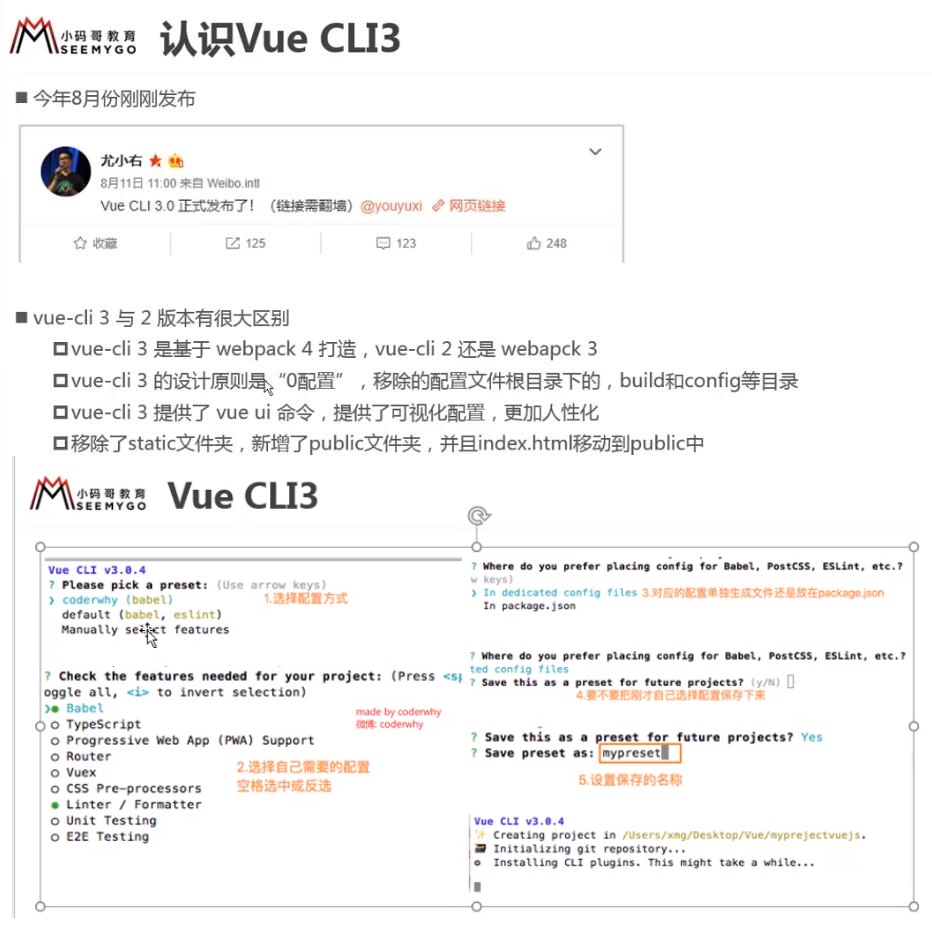 小码哥教育
SEEMYGO
认识Vue CLI3
■ 今年8月份刚刚发布
尤小右
8月11日 11:00 来自 Weibo.intl
Vue CLI 3.0 正式发布了！（链接需翻墙）@youyuxi 网页链接
收藏 125 123 248
■ vue-cli 3 与 2 版本有很大区别
vue-cli 3 是基于 webpack 4 打造，vue-cli 2 还是 webapck 3
vue-cli 3 的设计原则是“0配置”，移除的配置文件根目录下的，build和config等目录
vue-cli 3 提供了 vue ui 命令，提供了可视化配置，更加人性化
移除了static文件夹，新增了public文件夹，并且index.html移动到public中
小码哥教育
SEEMYGO
Vue CLI3
Vue CLI v3.0.4
? Please pick a preset: (Use arrow keys)
❯ coderwhy (babel)
1.选择配置方式
default (babel, eslint)
Manually select features
? Check the features needed for your project: (Press <sp
oggle all, <i> to invert selection)
❯● Babel
○ TypeScript
○ Progressive Web App (PWA) Support
○ Router
○ Vuex
○ CSS Pre-processors
● Linter / Formatter
○ Unit Testing
○ E2E Testing
made by coderwhy
微博: coderwhy
2.选择自己需要的配置
空格选中或反选
? Where do you prefer placing config for Babel, PostCSS, ESLint, etc.?
w keys)
❯ In dedicated config files 3.对应的配置单独生成文件还是放在package.json
In package.json
? Where do you prefer placing config for Babel, PostCSS, ESLint, etc.?
ted config files
? Save this as a preset for future projects? (y/N)
4.要不要把刚才自己选择配置保存下来
? Save this as a preset for future projects? Yes
? Save preset as: mypreset
5.设置保存的名称
Vue CLI v3.0.4
Creating project in /Users/xmg/Desktop/Vue/myprejectvuejs.
Initializing git repository...
Installing CLI plugins. This might take a while...